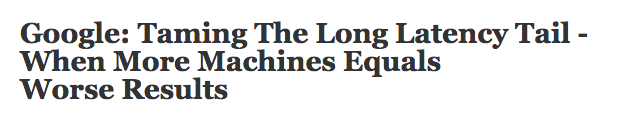 Google: Taming The Long Latency Tail -
When More Machines Equals
Worse Results